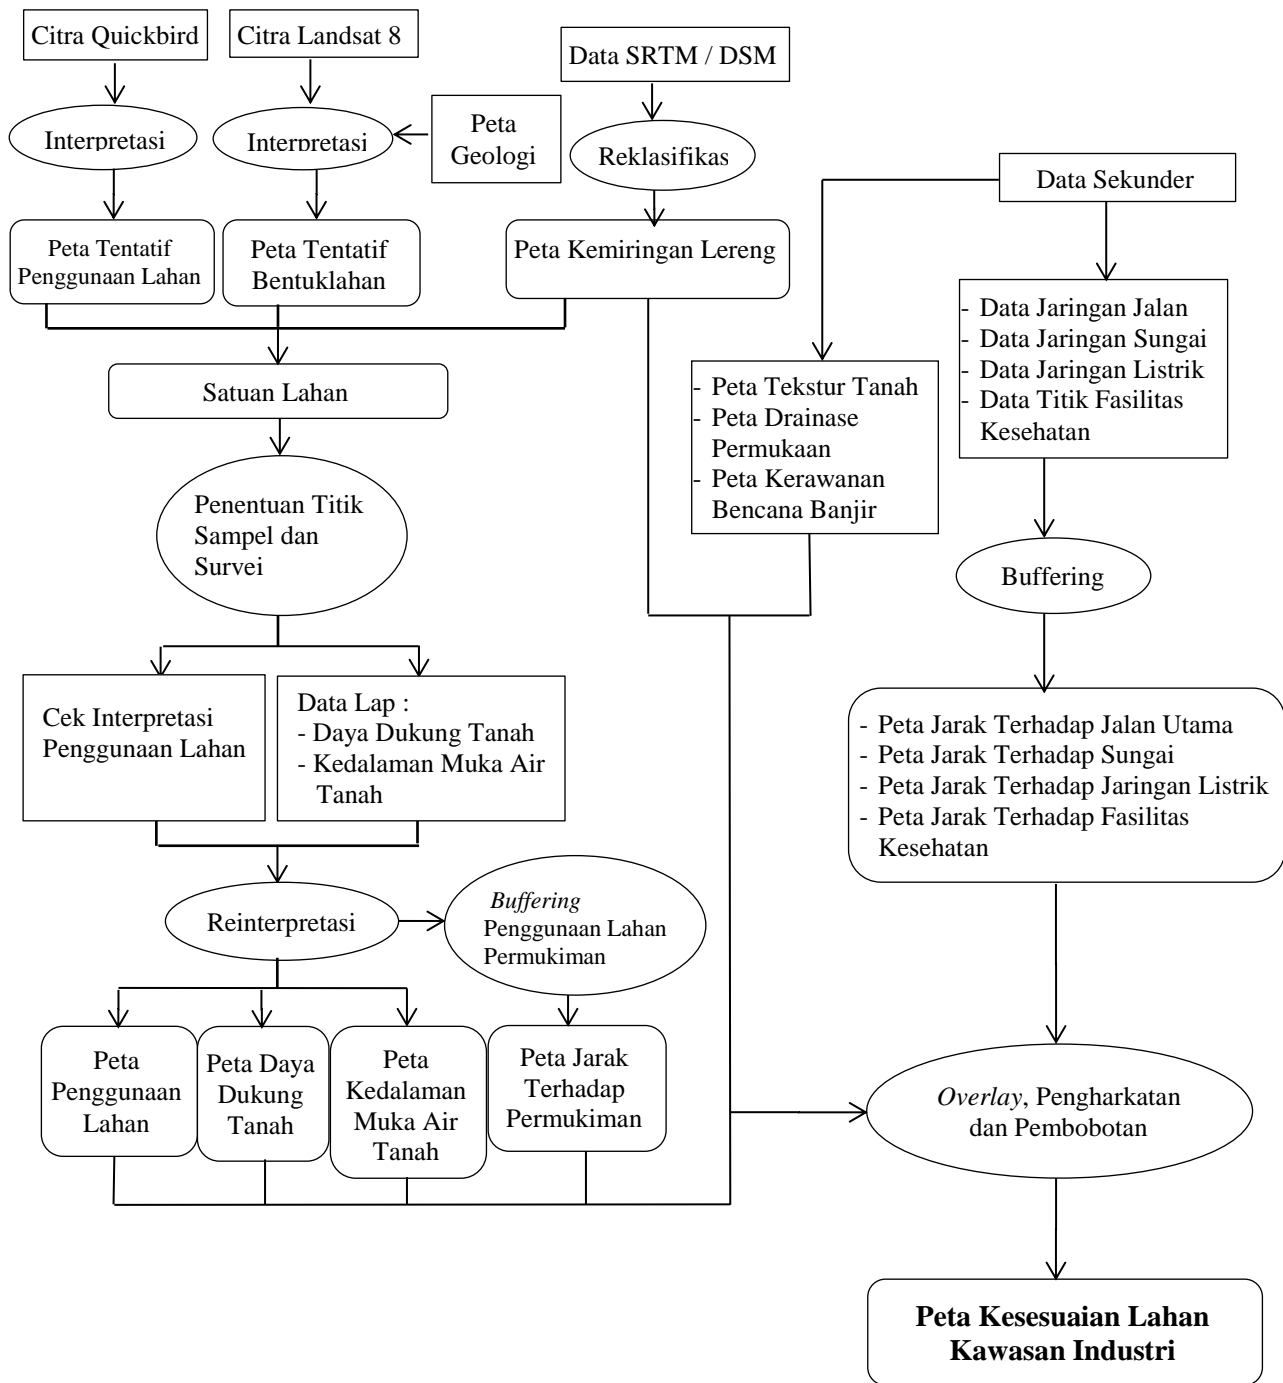 Citra Quickbird
Citra Landsat 8
Data SRTM / DSM
Interpretasi
Interpretasi
Peta
Geologi
Reklasifikas
Data Sekunder
Peta Tentatif
Penggunaan Lahan
Peta Tentatif
Bentuklahan
Peta Kemiringan Lereng
- Data Jaringan Jalan
- Data Jaringan Sungai
- Data Jaringan Listrik
- Data Titik Fasilitas
Kesehatan
Satuan Lahan
- Peta Tekstur Tanah
- Peta Drainase
Permukaan
- Peta Kerawanan
Bencana Banjir
Penentuan Titik
Sampel dan
Survei
Buffering
Cek Interpretasi
Penggunaan Lahan
Data Lap :
- Daya Dukung Tanah
- Kedalaman Muka Air
Tanah
- Peta Jarak Terhadap Jalan Utama
- Peta Jarak Terhadap Sungai
- Peta Jarak Terhadap Jaringan Listrik
- Peta Jarak Terhadap Fasilitas
Kesehatan
Reinterpretasi
Buffering
Penggunaan Lahan
Permukiman
Peta
Penggunaan
Lahan
Peta Daya
Dukung
Tanah
Peta
Kedalaman
Muka Air
Tanah
Peta Jarak
Terhadap
Permukiman
Overlay, Pengharkatan
dan Pembobotan
Peta Kesesuaian Lahan
Kawasan Industri